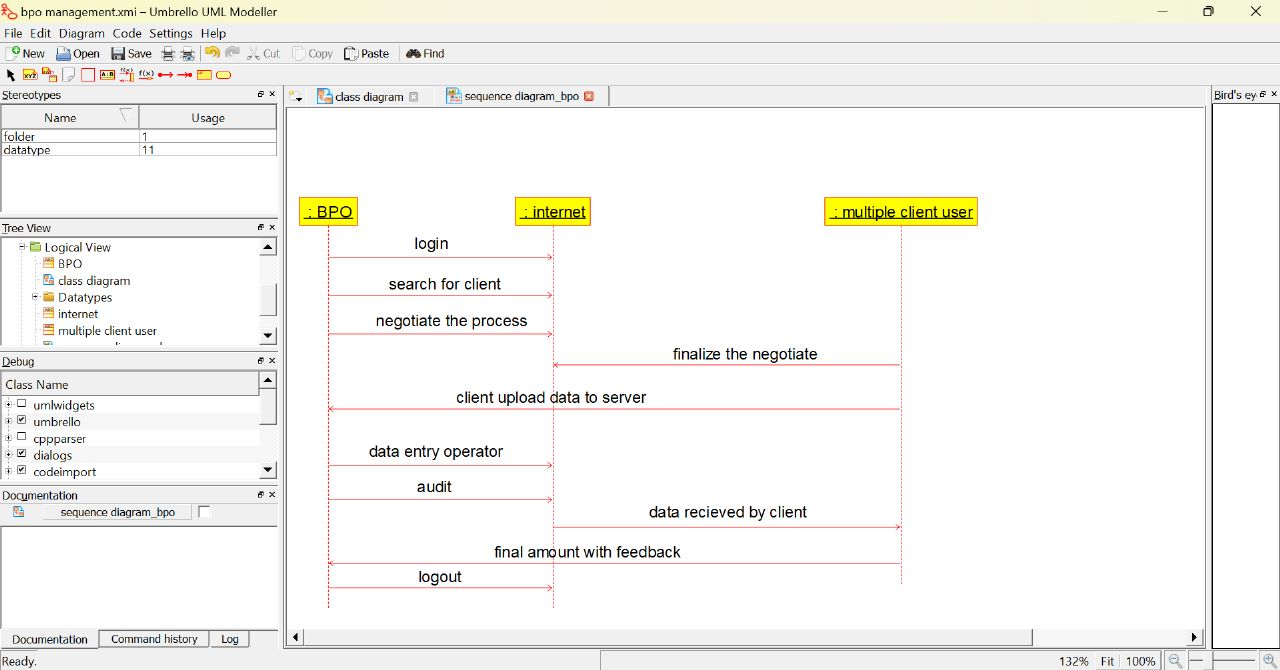 bpo management.xmi – Umbrello UML Modeller
File Edit Diagram Code Settings Help
New Open Save Cut Copy Paste Find
Stereotypes
Name Usage
folder 1
datatype 11
Tree View
Logical View
BPO
class diagram
Datatypes
internet
multiple client user
Debug
Class Name
umlwidgets
umbrello
cppparser
dialogs
codeimport
Documentation
sequence diagram_bpo
Documentation Command history Log
Ready.
class diagram sequence diagram_bpo
: BPO : internet : multiple client user
login
search for client
negotiate the process
finalize the negotiate
client upload data to server
data entry operator
audit
data recieved by client
final amount with feedback
logout
Bird's ey
132% Fit 100%